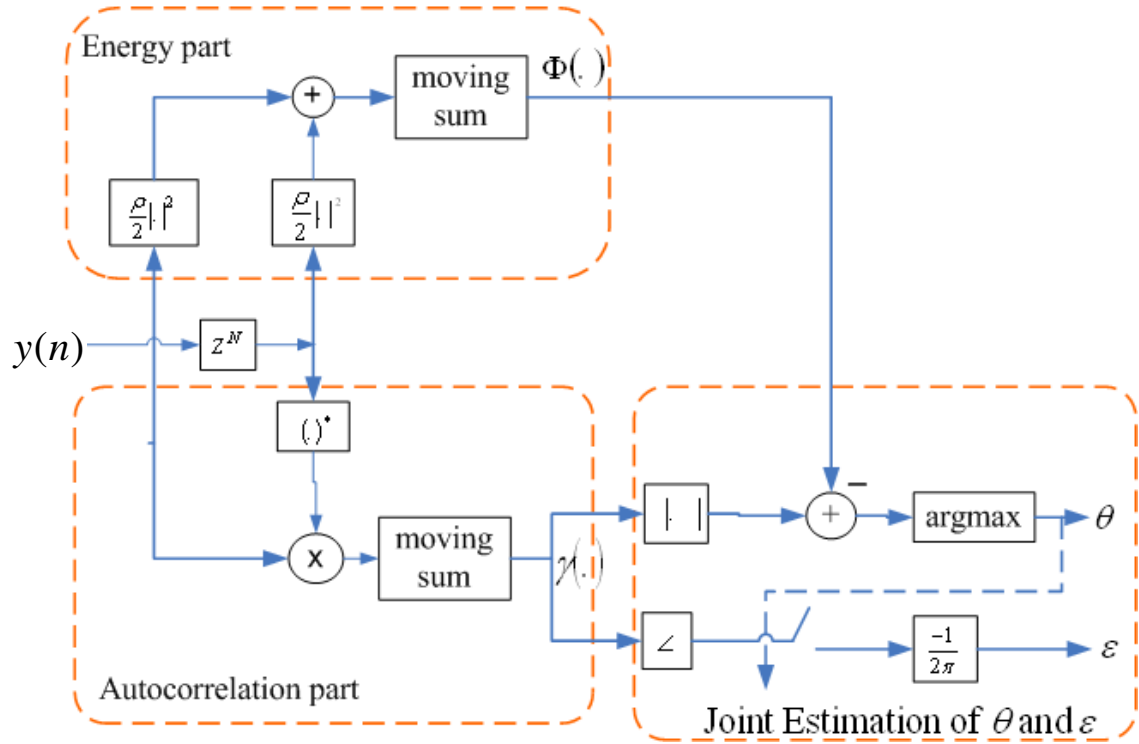 Energy part
+
moving
sum
Φ(.)
ρ/2|.|²
ρ/2|.|²
y(n)
Z^N
(.)*
x
moving
sum
γ(.)
Autocorrelation part
|. |
−
+
argmax
θ
∠
-1/2π
ε
Joint Estimation of θ and ε